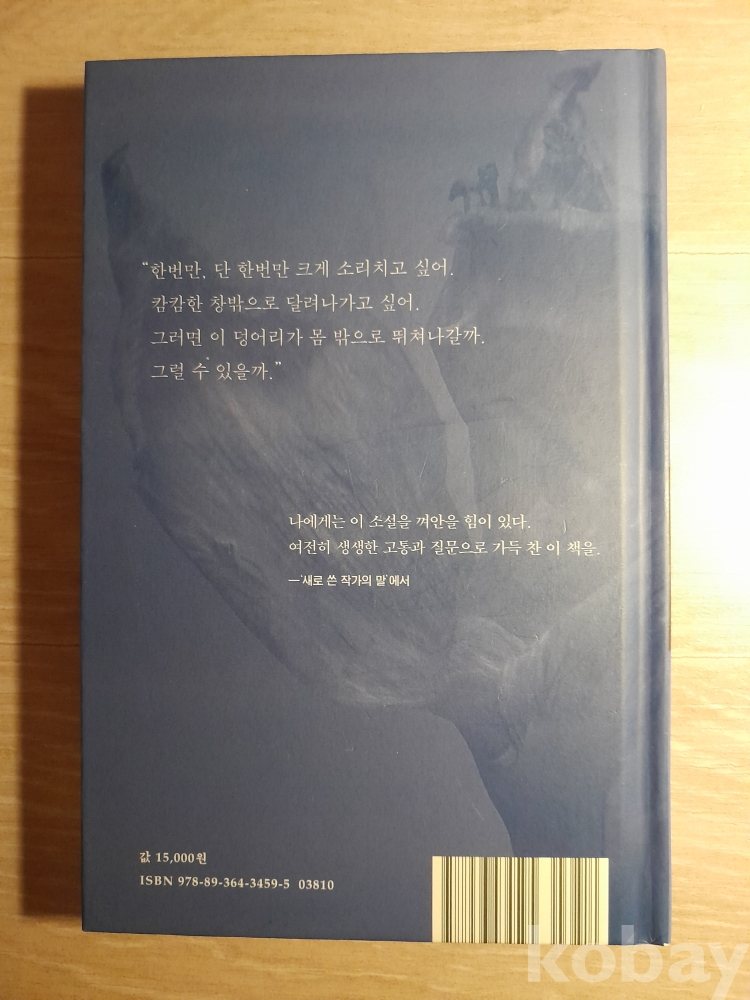 “한번만, 단 한번만 크게 소리치고 싶어.
캄캄한 창밖으로 달려나가고 싶어.
그러면 이 덩어리가 몸 밖으로 뛰쳐나갈까.
그럴 수 있을까.”
나에게는 이 소설을 껴안을 힘이 있다.
여전히 생생한 고통과 질문으로 가득 찬 이 책을.
—‘새로 쓴 작가의 말’에서
값 15,000원
ISBN 978-89-364-3459-5 03810
kobay